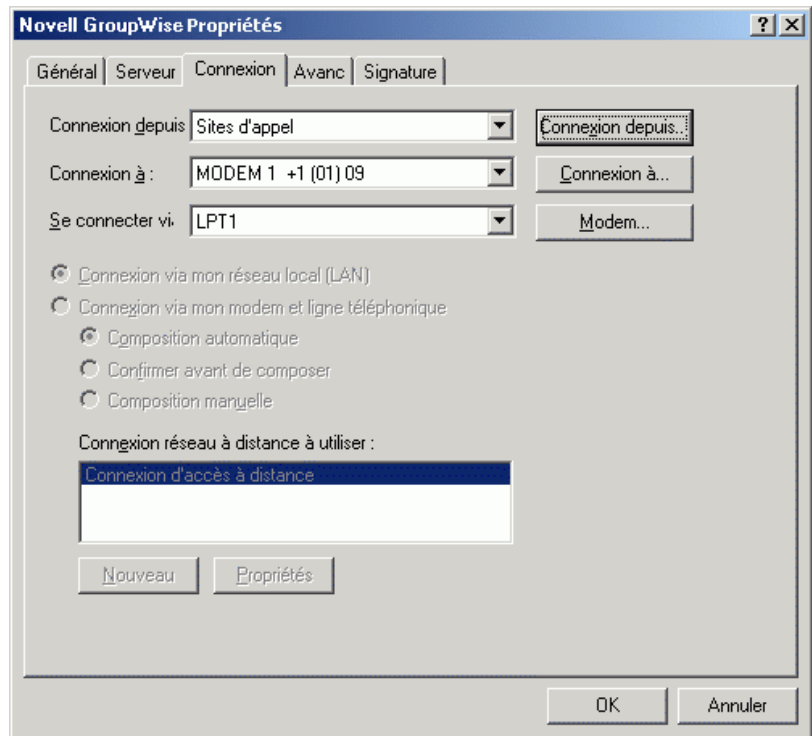 Novell GroupWise Propriétés
Général Serveur Connexion Avanc Signature
Connexion depuis Sites d'appel Connexion depuis..
Connexion à : MODEM 1 +1 (01) 09 Connexion à...
Se connecter vi. LPT1 Modem...
Connexion via mon réseau local (LAN)
Connexion via mon modem et ligne téléphonique
Composition automatique
Confirmer avant de composer
Composition manuelle
Connexion réseau à distance à utiliser :
Connexion d'accès à distance
Nouveau Propriétés
OK Annuler